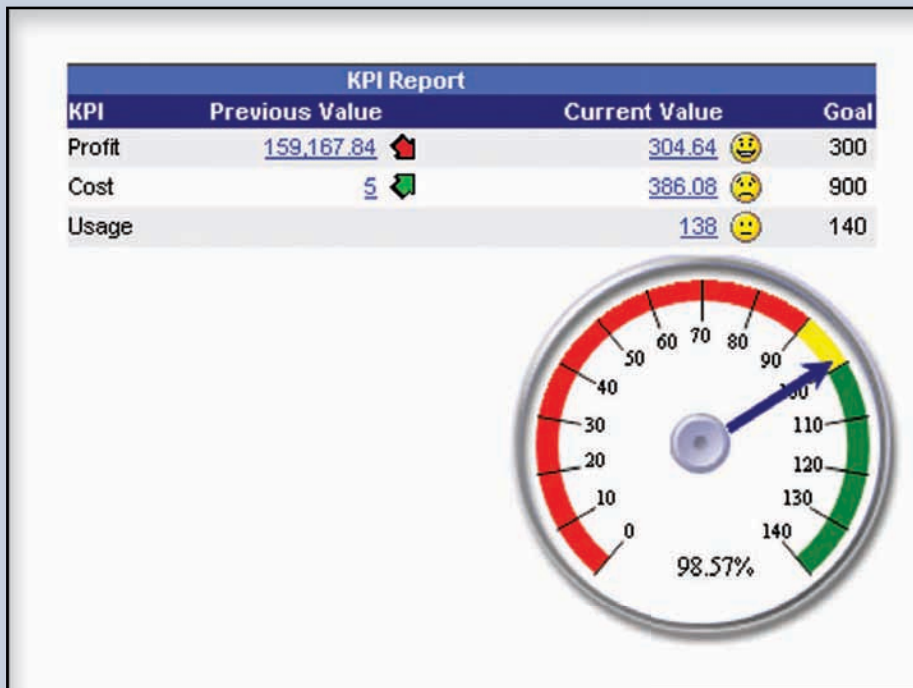 KPI Report
KPI Previous Value Current Value Goal
Profit 159,167.84 304.64 300
Cost 5 386.08 900
Usage 138 140
70
60 80
50 90
40 100
30 110
20 120
10 130
0 140
98.57%